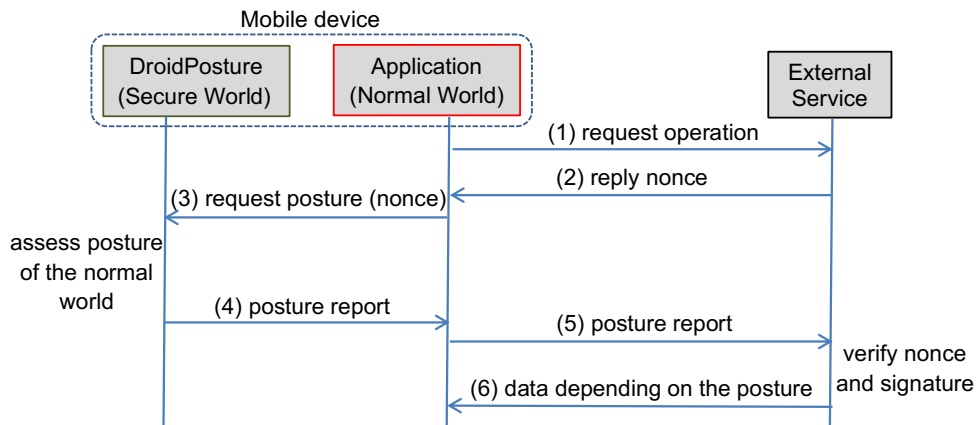 Mobile device
DroidPosture
(Secure World)
Application
(Normal World)
External
Service
(1) request operation
(2) reply nonce
(3) request posture (nonce)
assess posture
of the normal
world
(4) posture report
(5) posture report
verify nonce
and signature
(6) data depending on the posture